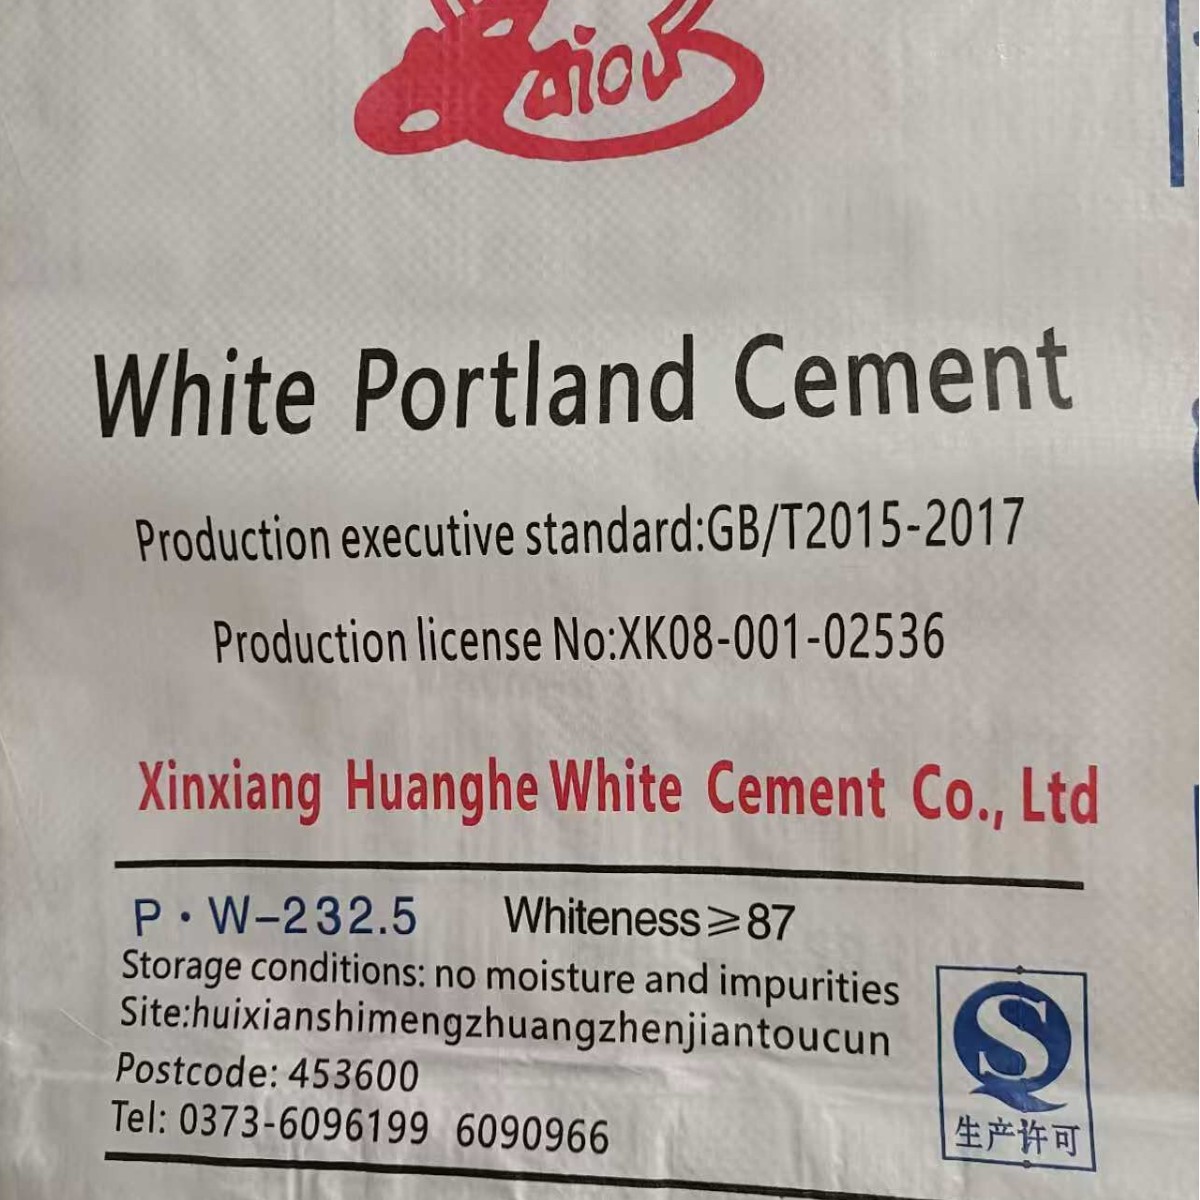 White Portland Cement
Production executive standard:GB/T2015-2017
Production license No:XK08-001-02536
Xinxiang Huanghe White Cement Co., Ltd
P·W-232.5 Whiteness≥87
Storage conditions: no moisture and impurities
Site:huixianshimengzhuangzhenjiantoucun
Postcode: 453600
Tel: 0373-6096199 6090966
生产许可